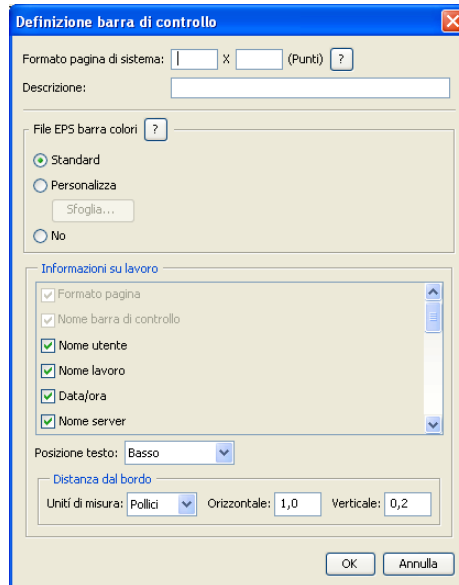 Definizione barra di controllo
Formato pagina di sistema: X (Punti) ?
Descrizione:
File EPS barra colori ?
Standard
Personalizza
Sfoglia...
No
Informazioni su lavoro
Formato pagina
Nome barra di controllo
Nome utente
Nome lavoro
Data/ora
Nome server
Posizione testo: Basso
Distanza dal bordo
Unití di misura: Pollici Orizzontale: 1,0 Verticale: 0,2
OK Annulla